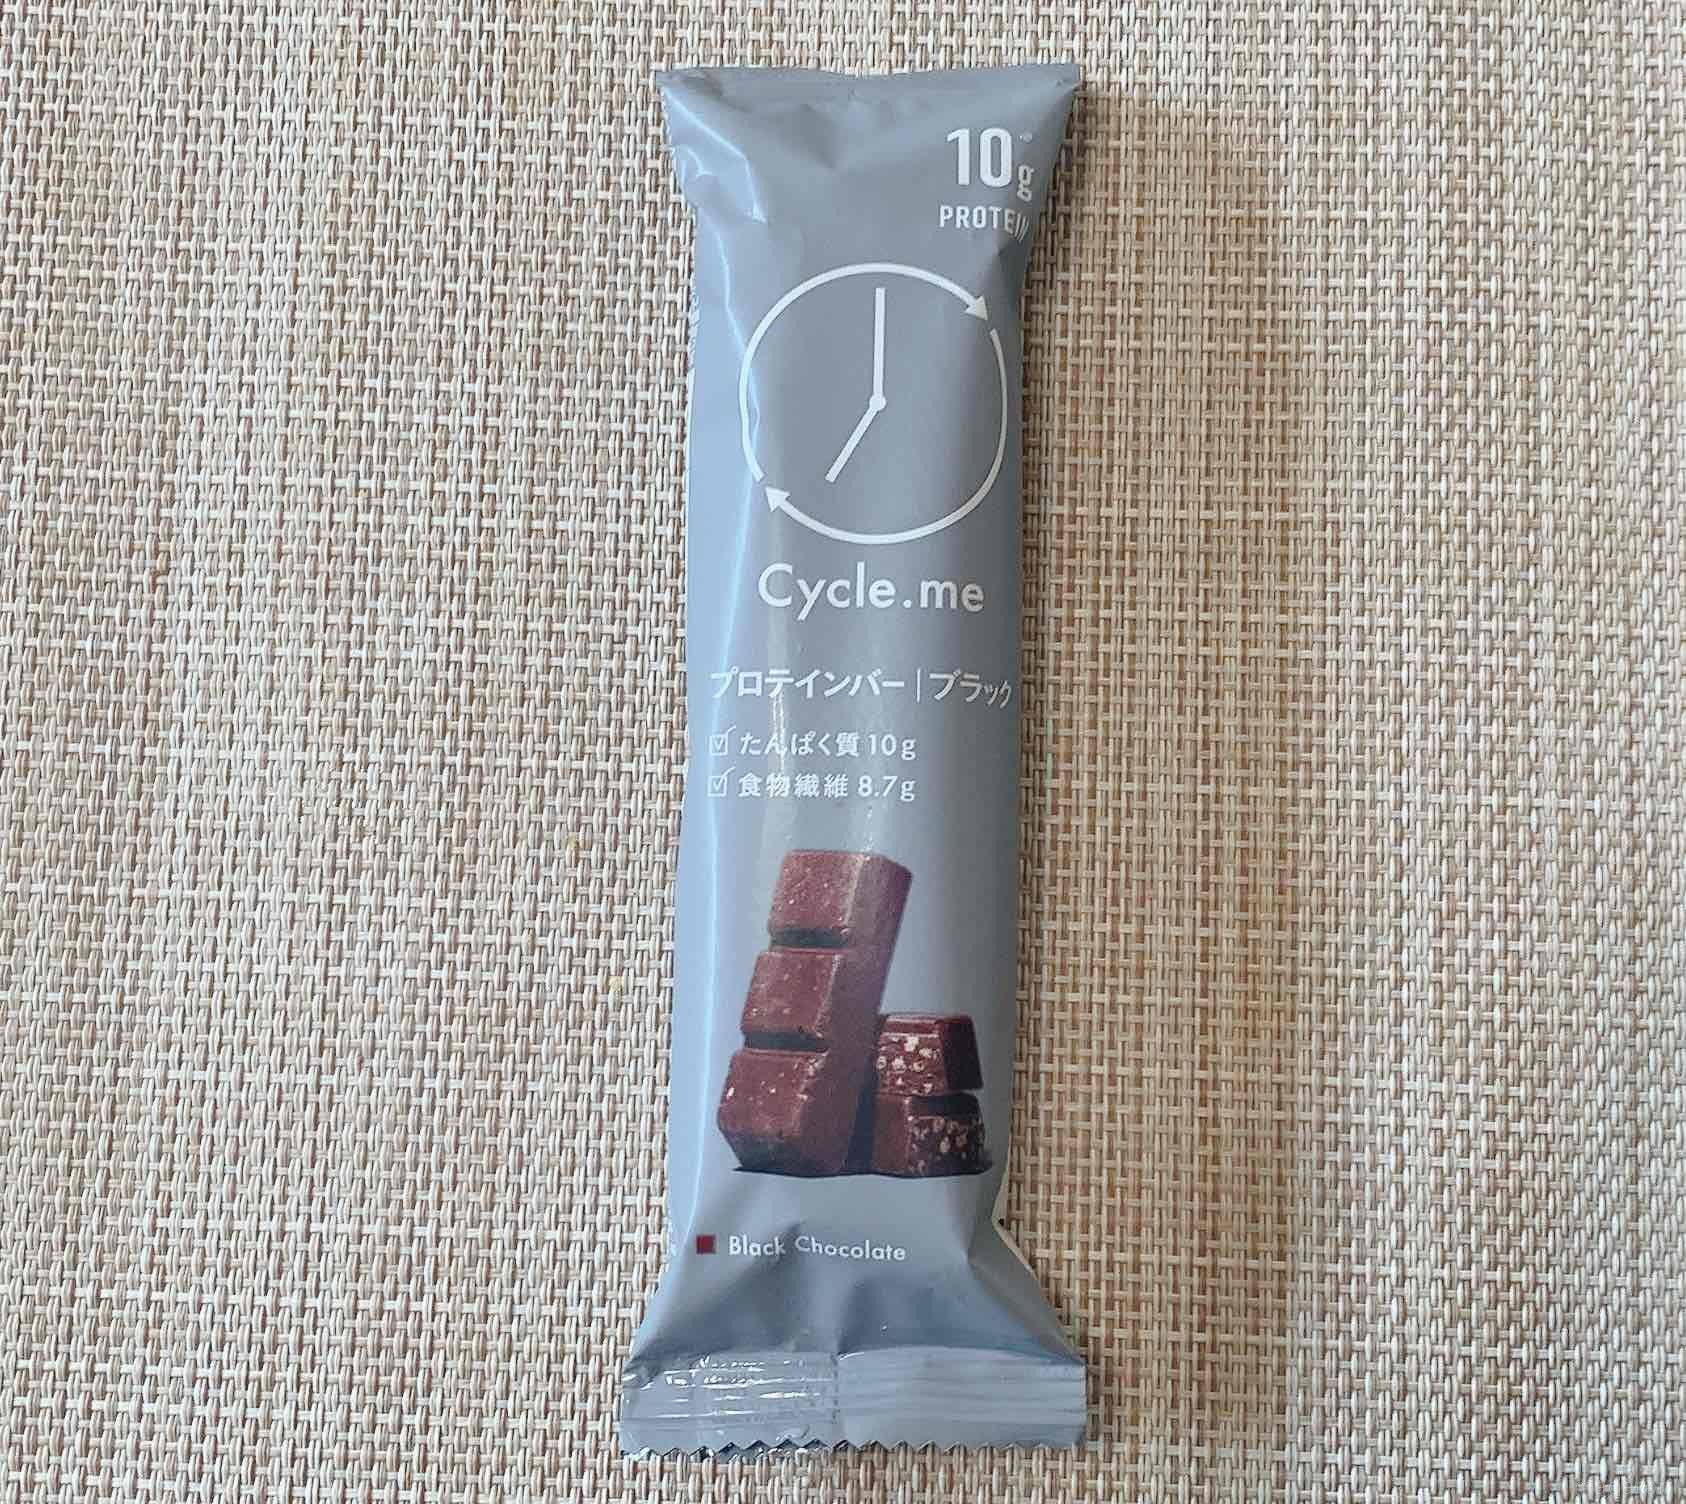 10g
PROTEIN
Cycle.me
プロテインバー|ブラック
☑ たんぱく質 10g
☑ 食物繊維 8.7g
Black Chocolate